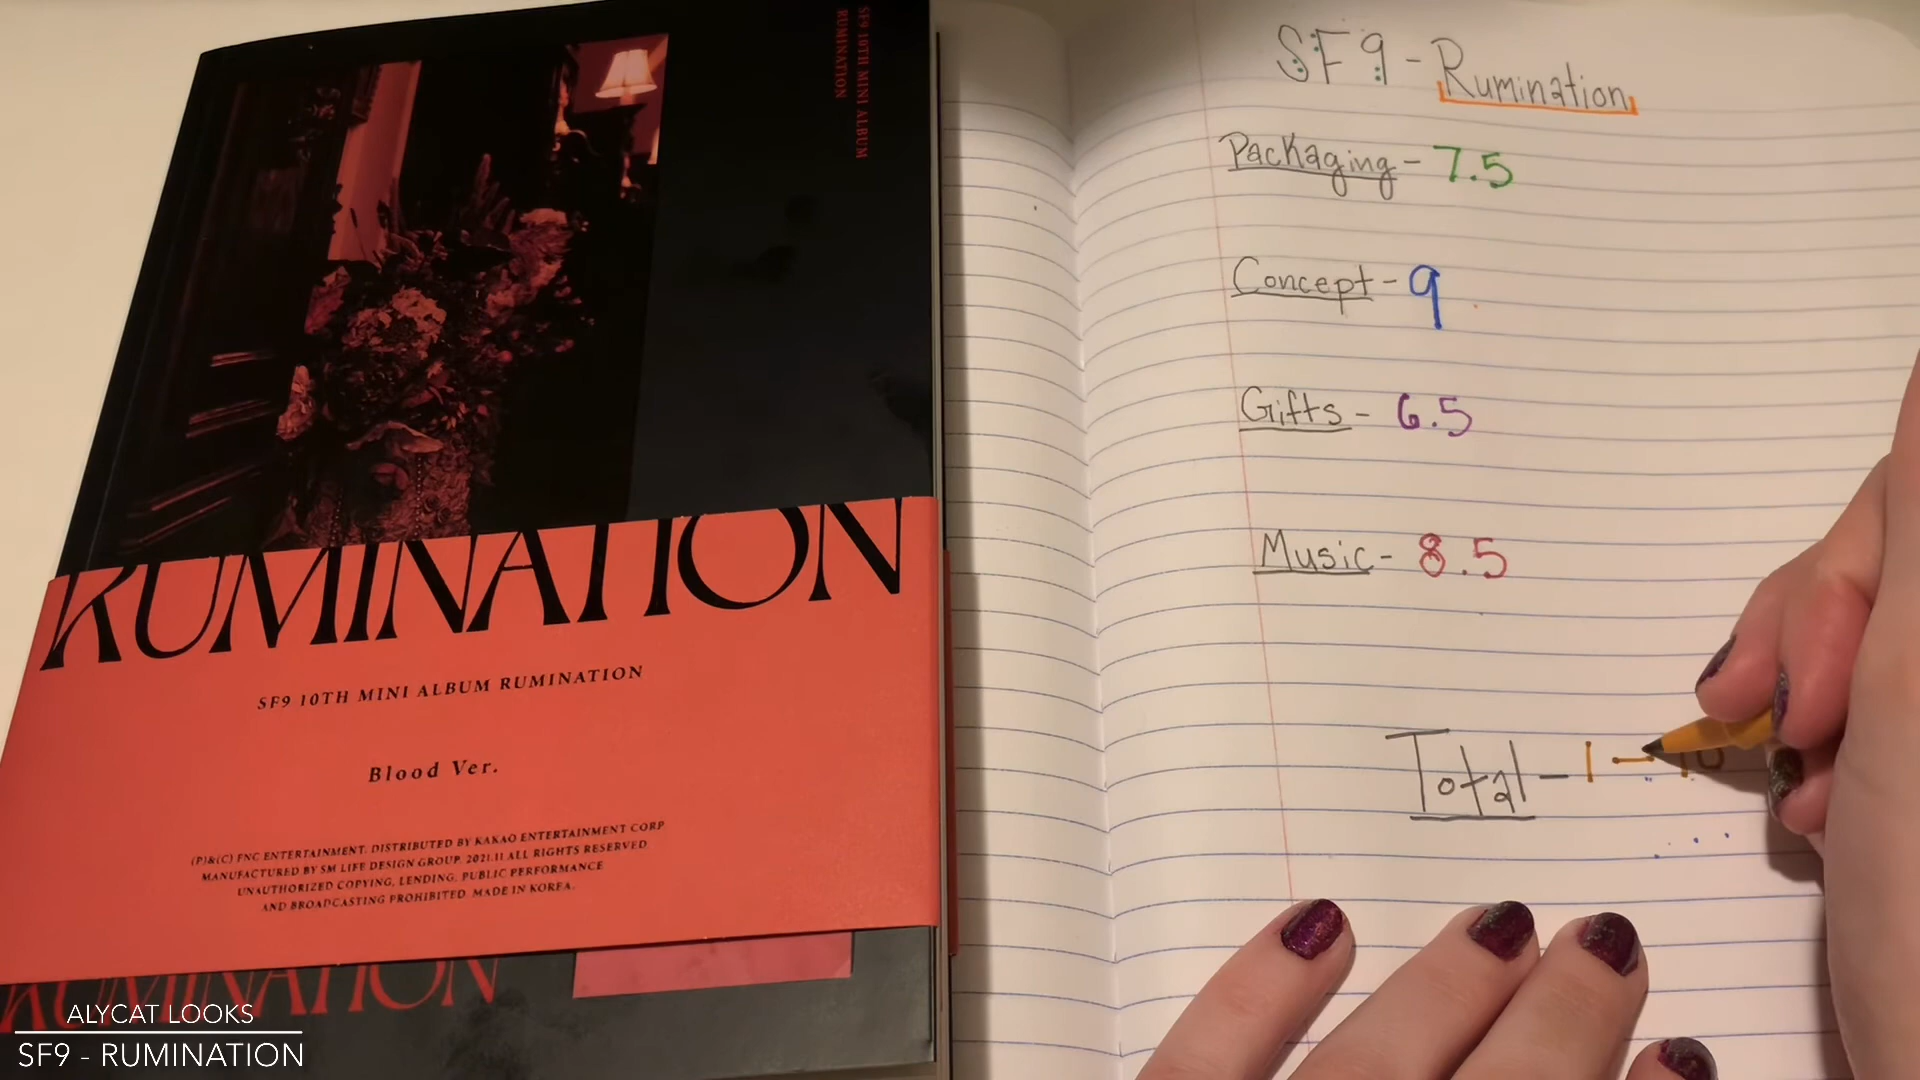 SF9 10TH MINI ALBUM
RUMINATION
RUMINATION
SF9 10TH MINI ALBUM RUMINATION
Blood Ver.
(P)&(C) FNC ENTERTAINMENT. DISTRIBUTED BY KAKAO ENTERTAINMENT CORP
MANUFACTURED BY SM LIFE DESIGN GROUP. 2021.11 ALL RIGHTS RESERVED.
UNAUTHORIZED COPYING, LENDING, PUBLIC PERFORMANCE
AND BROADCASTING PROHIBITED. MADE IN KOREA.
RUMINATION
ALYCAT LOOKS
SF9 - RUMINATION
SF9 - Rumination
Packaging - 7.5
Concept - 9
Gifts - 6.5
Music - 8.5
Total - 1 - 10